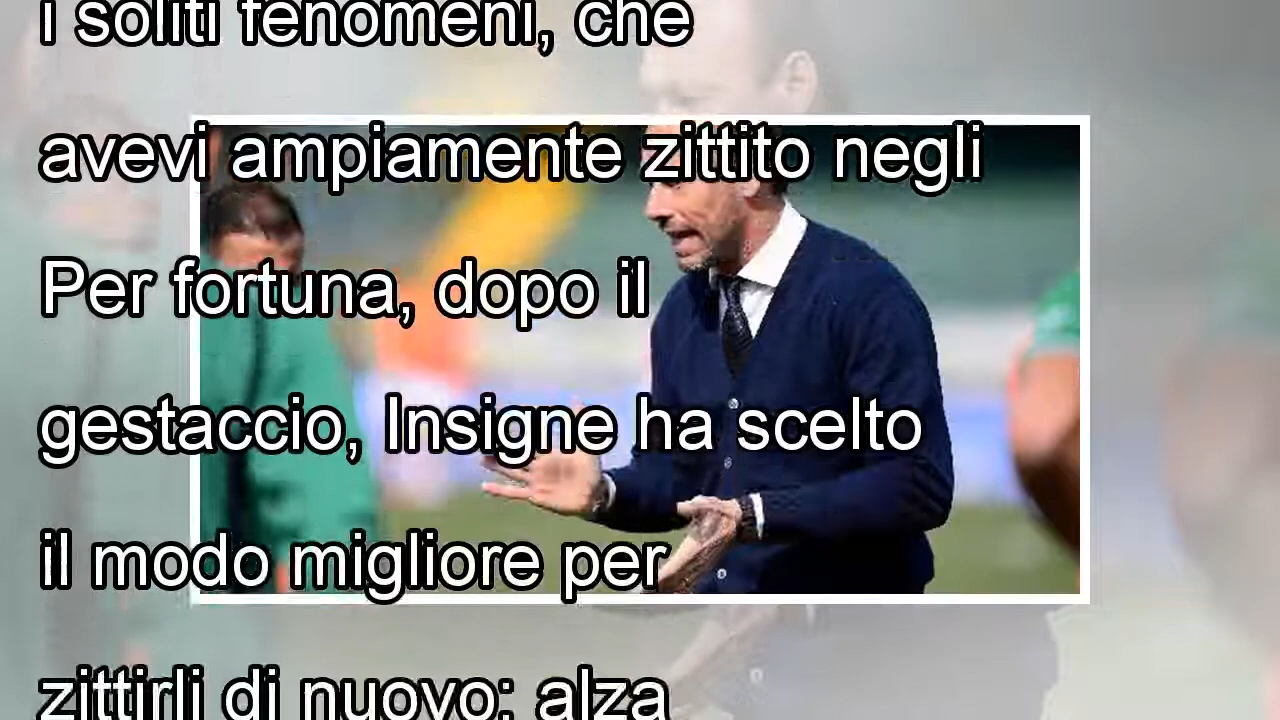 i soliti fenomeni, che
avevi ampiamente zittito negli
Per fortuna, dopo il
gestaccio, Insigne ha scelto
il modo migliore per
zittirli di nuovo: alza